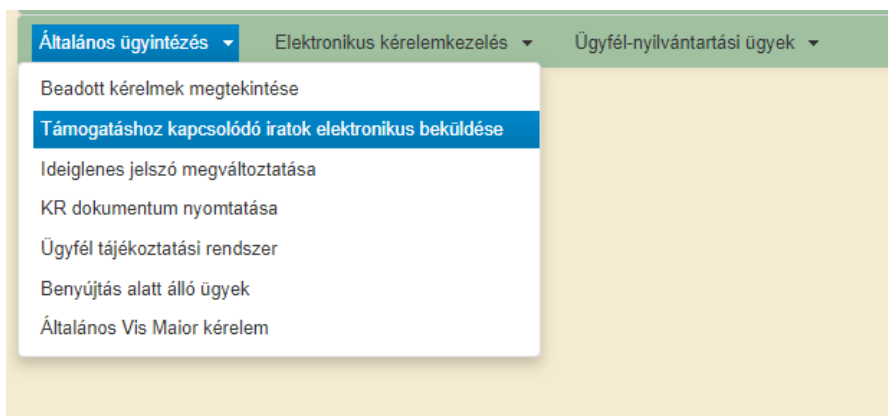 Általános ügyintézés Elektronikus kérelemkezelés Ügyfél-nyilvántartási ügyek
Beadott kérelmek megtekintése
Támogatáshoz kapcsolódó iratok elektronikus beküldése
Ideiglenes jelszó megváltoztatása
KR dokumentum nyomtatása
Ügyfél tájékoztatási rendszer
Benyújtás alatt álló ügyek
Általános Vis Maior kérelem